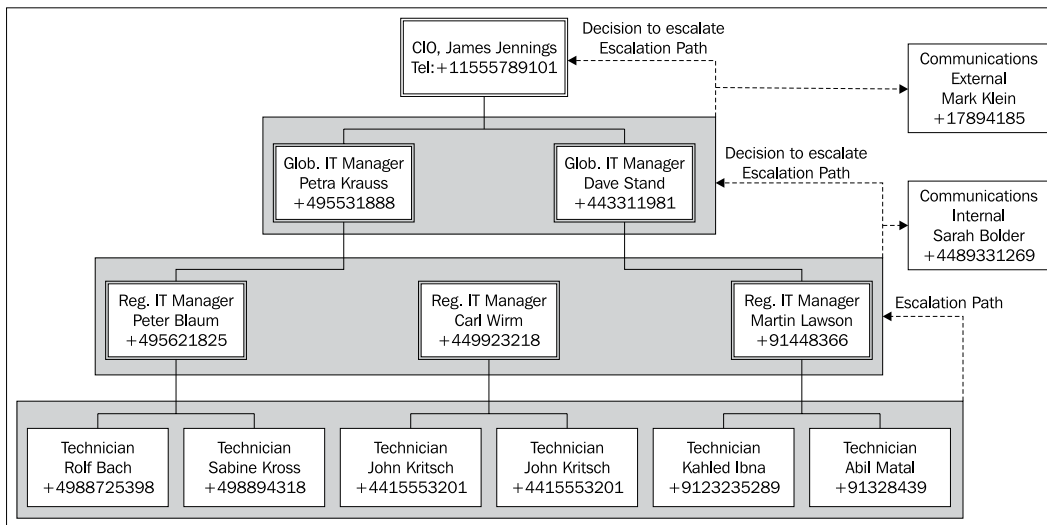 CIO, James Jennings
Tel:+11555789101
Decision to escalate
Escalation Path
Communications
External
Mark Klein
+17894185
Glob. IT Manager
Petra Krauss
+495531888
Glob. IT Manager
Dave Stand
+443311981
Decision to escalate
Escalation Path
Communications
Internal
Sarah Bolder
+4489331269
Reg. IT Manager
Peter Blaum
+495621825
Reg. IT Manager
Carl Wirm
+449923218
Reg. IT Manager
Martin Lawson
+91448366
Escalation Path
Technician
Rolf Bach
+4988725398
Technician
Sabine Kross
+498894318
Technician
John Kritsch
+4415553201
Technician
John Kritsch
+4415553201
Technician
Kahled Ibna
+9123235289
Technician
Abil Matal
+91328439